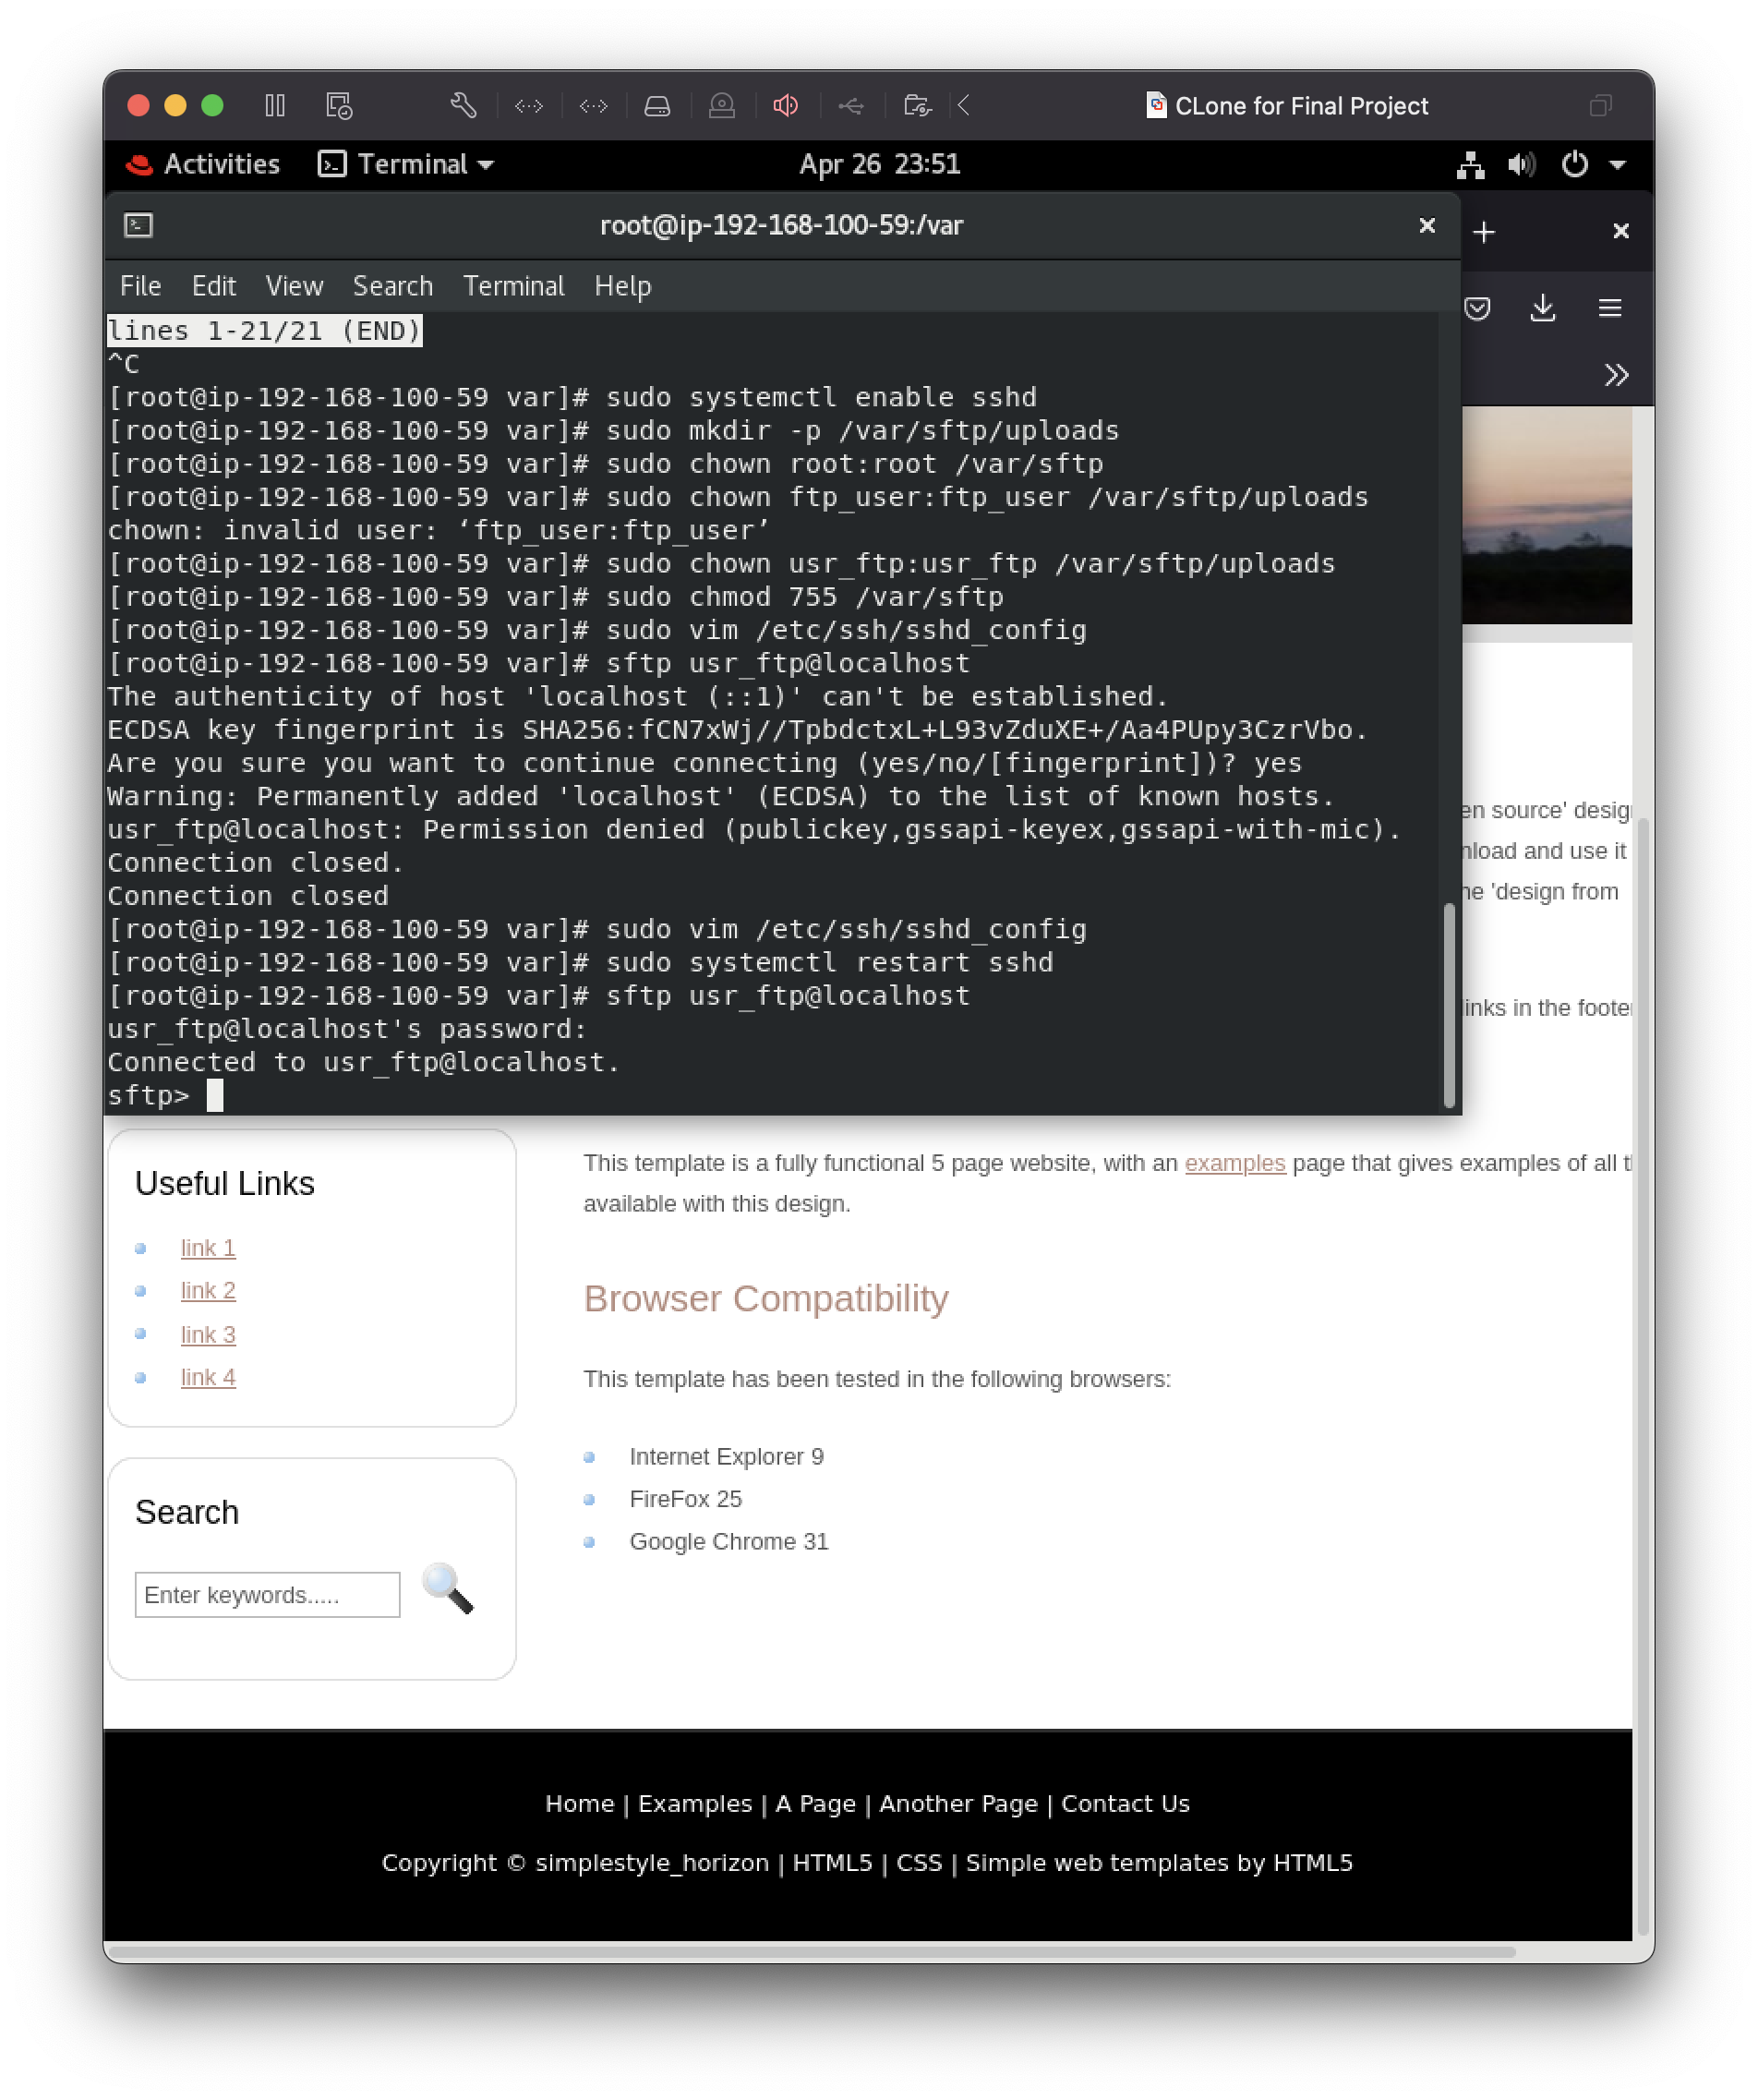 CLone for Final Project
Activities
Terminal
Apr 26 23:51
root@ip-192-168-100-59:/var
File Edit View Search Terminal Help
lines 1-21/21 (END)
^C
[root@ip-192-168-100-59 var]# sudo systemctl enable sshd
[root@ip-192-168-100-59 var]# sudo mkdir -p /var/sftp/uploads
[root@ip-192-168-100-59 var]# sudo chown root:root /var/sftp
[root@ip-192-168-100-59 var]# sudo chown ftp_user:ftp_user /var/sftp/uploads
chown: invalid user: ‘ftp_user:ftp_user’
[root@ip-192-168-100-59 var]# sudo chown usr_ftp:usr_ftp /var/sftp/uploads
[root@ip-192-168-100-59 var]# sudo chmod 755 /var/sftp
[root@ip-192-168-100-59 var]# sudo vim /etc/ssh/sshd_config
[root@ip-192-168-100-59 var]# sftp usr_ftp@localhost
The authenticity of host 'localhost (::1)' can't be established.
ECDSA key fingerprint is SHA256:fCN7xWj//TpbdctxL+L93vZduXE+/Aa4PUpy3CzrVbo.
Are you sure you want to continue connecting (yes/no/[fingerprint])? yes
Warning: Permanently added 'localhost' (ECDSA) to the list of known hosts.
usr_ftp@localhost: Permission denied (publickey,gssapi-keyex,gssapi-with-mic).
Connection closed.
Connection closed
[root@ip-192-168-100-59 var]# sudo vim /etc/ssh/sshd_config
[root@ip-192-168-100-59 var]# sudo systemctl restart sshd
[root@ip-192-168-100-59 var]# sftp usr_ftp@localhost
usr_ftp@localhost's password:
Connected to usr_ftp@localhost.
sftp>
source' design
and use it
'design from
links in the footer
Useful Links
link 1
link 2
link 3
link 4
Search
Enter keywords.....
This template is a fully functional 5 page website, with an examples page that gives examples of all
available with this design.
Browser Compatibility
This template has been tested in the following browsers:
Internet Explorer 9
FireFox 25
Google Chrome 31
Home | Examples | A Page | Another Page | Contact Us
Copyright © simplestyle_horizon | HTML5 | CSS | Simple web templates by HTML5